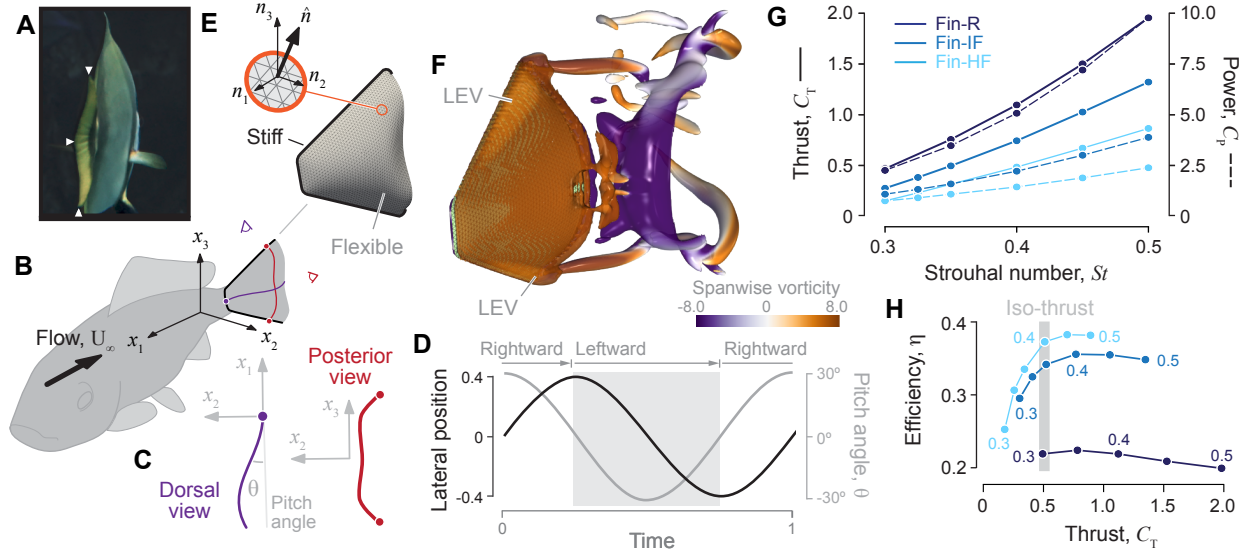 A
E
n3
n̂
n2
n1
Stiff
Flexible
B
x3
x1
x2
Flow, U∞
C
x1
x2
θ
Dorsal
view
Pitch
angle
Posterior
view
x3
x2
F
LEV
LEV
Spanwise vorticity
-8.0 0 8.0
D
Rightward Leftward Rightward
Lateral position
0.4
0
-0.4
30º
0º
-30º
Pitch angle, θ
0 1
Time
G
Thrust, CT
2.0
1.5
1.0
0.5
0
Fin-R
Fin-IF
Fin-HF
10.0
7.5
5.0
2.5
0
Power, CP
0.3 0.4 0.5
Strouhal number, St
H
Iso-thrust
Efficiency, η
0.4
0.3
0.2
0.4 0.5
0.4 0.5
0.3
0.3
0.3 0.4 0.5
0 0.5 1.0 1.5 2.0
Thrust, CT